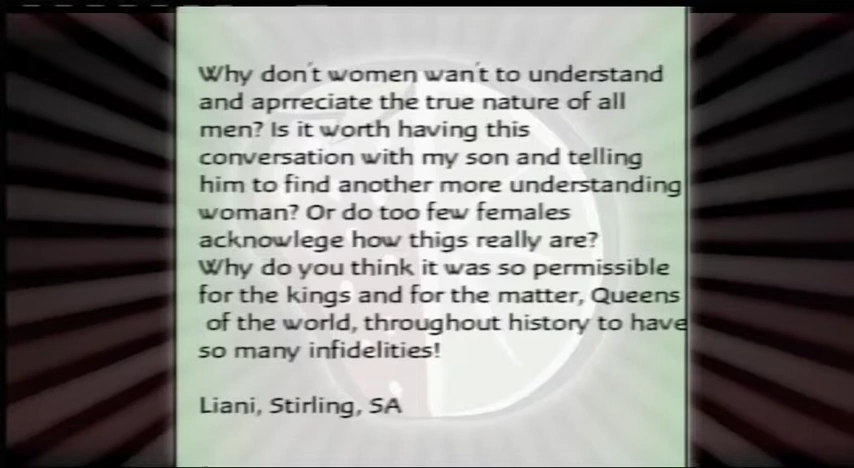 Why don't women wan't to understand
and aprreciate the true nature of all
men? Is it worth having this
conversation with my son and telling
him to find another more understanding
woman? Or do too few females
acknowlege how thigs really are?
Why do you think it was so permissible
for the kings and for the matter, Queens
of the world, throughout history to have
so many infidelities!
Liani, Stirling, SA